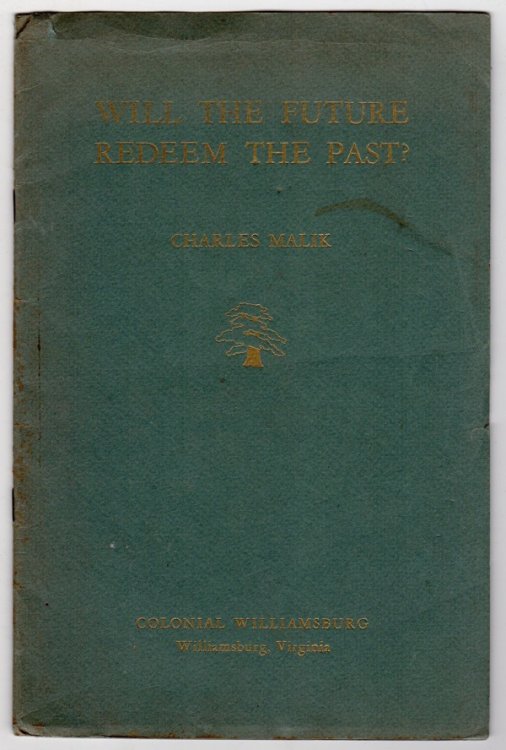 WILL THE FUTURE
REDEEM THE PAST?
CHARLES MALIK
COLONIAL WILLIAMSBURG
Williamsburg, Virginia